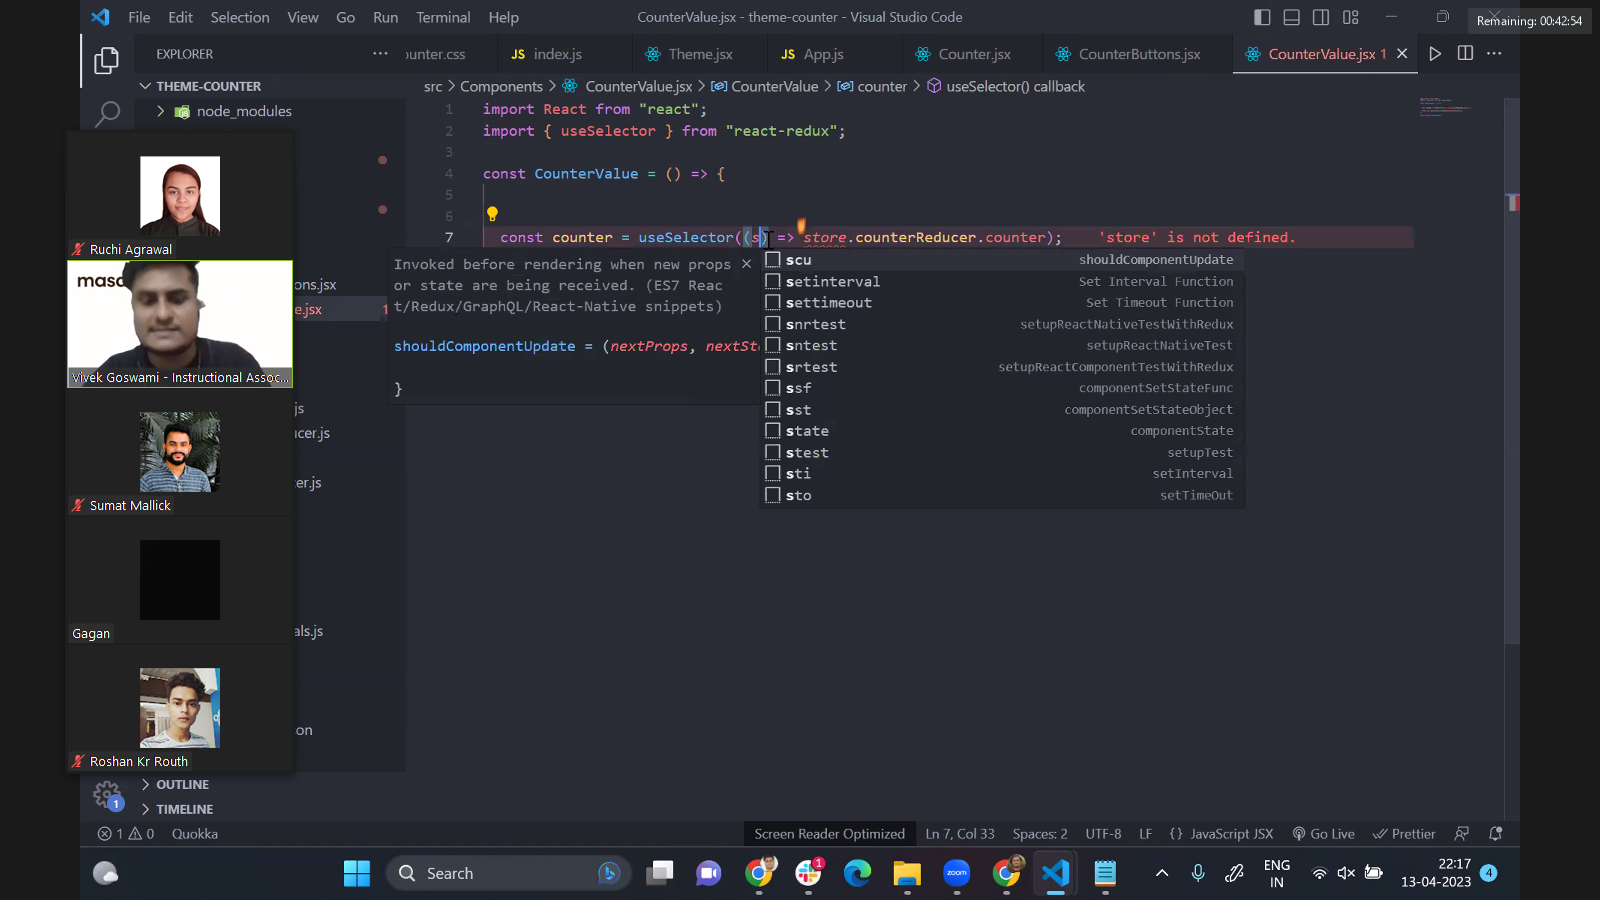 File Edit Selection View Go Run Terminal Help
CounterValue.jsx - theme-counter - Visual Studio Code
Remaining: 00:42:54
EXPLORER
ounter.css
JS index.js
Theme.jsx
JS App.js
Counter.jsx
CounterButtons.jsx
CounterValue.jsx 1
THEME-COUNTER
src > Components > CounterValue.jsx > CounterValue > counter > useSelector() callback
node_modules
1 import React from "react";
2 import { useSelector } from "react-redux";
3
4 const CounterValue = () => {
5
6
7 const counter = useSelector((s) => store.counterReducer.counter); 'store' is not defined.
Invoked before rendering when new props
or state are being received. (ES7 Reac
t/Redux/GraphQL/React-Native snippets)
shouldComponentUpdate = (nextProps, nextSt
}
scu shouldComponentUpdate
setinterval Set Interval Function
settimeout Set Timeout Function
snrtest setupReactNativeTestWithRedux
sntest setupReactNativeTest
srtest setupReactComponentTestWithRedux
ssf componentSetStateFunc
sst componentSetStateObject
state componentState
stest setupTest
sti setInterval
sto setTimeOut
Ruchi Agrawal
ons.jsx
e.jsx 1
masa
Vivek Goswami - Instructional Assoc...
js
ucer.js
er.js
Sumat Mallick
Gagan
als.js
on
Roshan Kr Routh
OUTLINE
TIMELINE
1
1 0 Quokka
Screen Reader Optimized Ln 7, Col 33 Spaces: 2 UTF-8 LF {} JavaScript JSX Go Live Prettier
Search
1
zoom
ENG
IN
22:17
13-04-2023
4